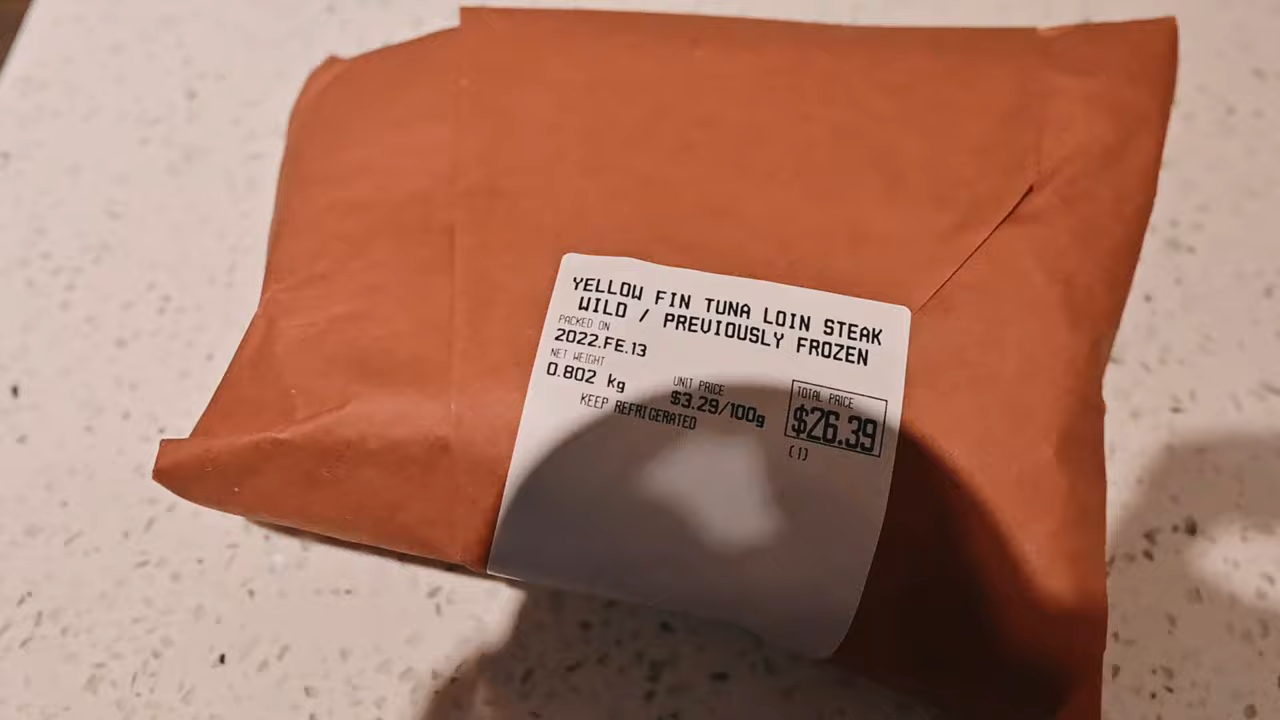 YELLOW FIN TUNA LOIN STEAK
WILD / PREVIOUSLY FROZEN
PACKED ON
2022.FE.13
NET WEIGHT
0.802 kg
UNIT PRICE
$3.29/100g
TOTAL PRICE
$26.39
KEEP REFRIGERATED
(1)